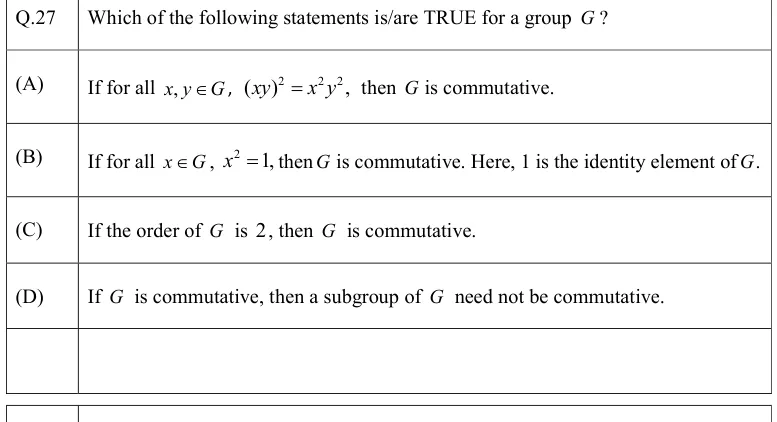 Q.27 Which of the following statements is/are TRUE for a group G ?
(A) If for all x, y ∈ G, (xy)² = x² y², then G is commutative.
(B) If for all x ∈ G, x² = 1, then G is commutative. Here, 1 is the identity element of G.
(C) If the order of G is 2, then G is commutative.
(D) If G is commutative, then a subgroup of G need not be commutative.